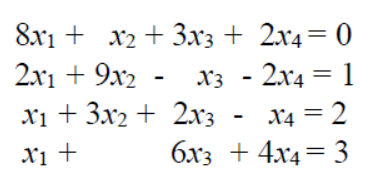 8x₁ + x₂ + 3x₃ + 2x₄ = 0
2x₁ + 9x₂ - x₃ - 2x₄ = 1
x₁ + 3x₂ + 2x₃ - x₄ = 2
x₁ + 6x₃ + 4x₄ = 3